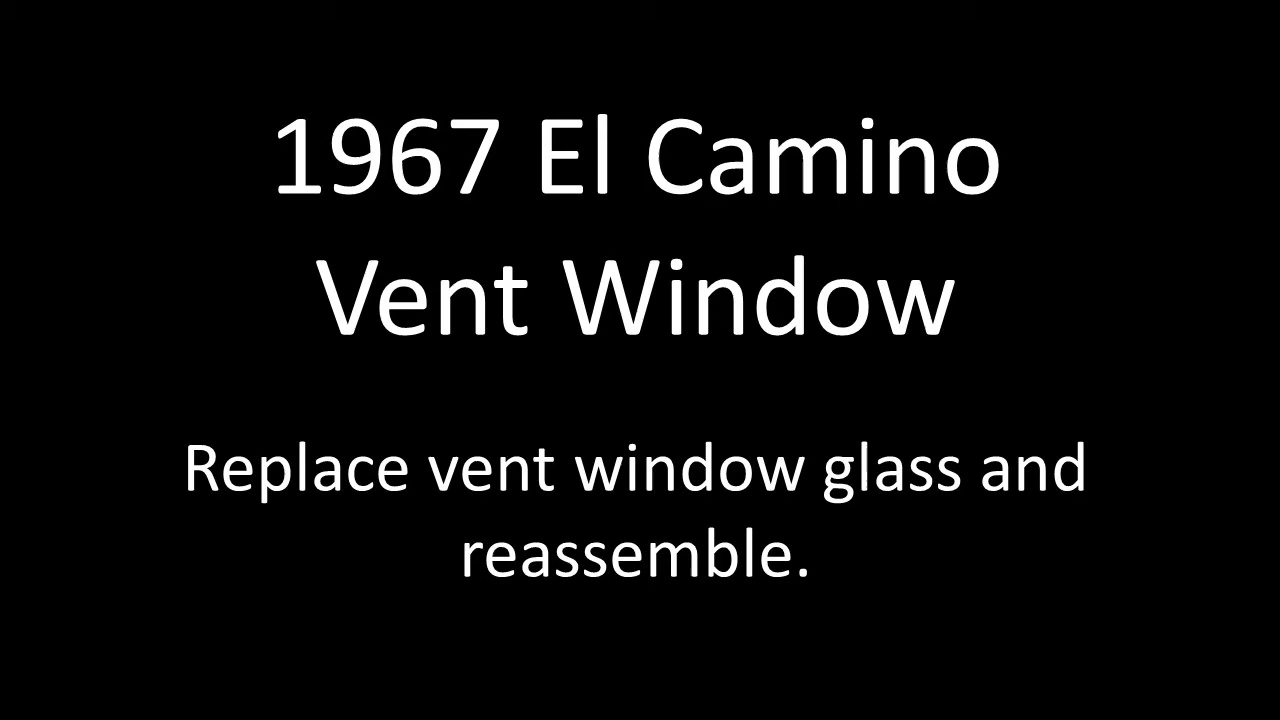 1967 El Camino
Vent Window
Replace vent window glass and
reassemble.